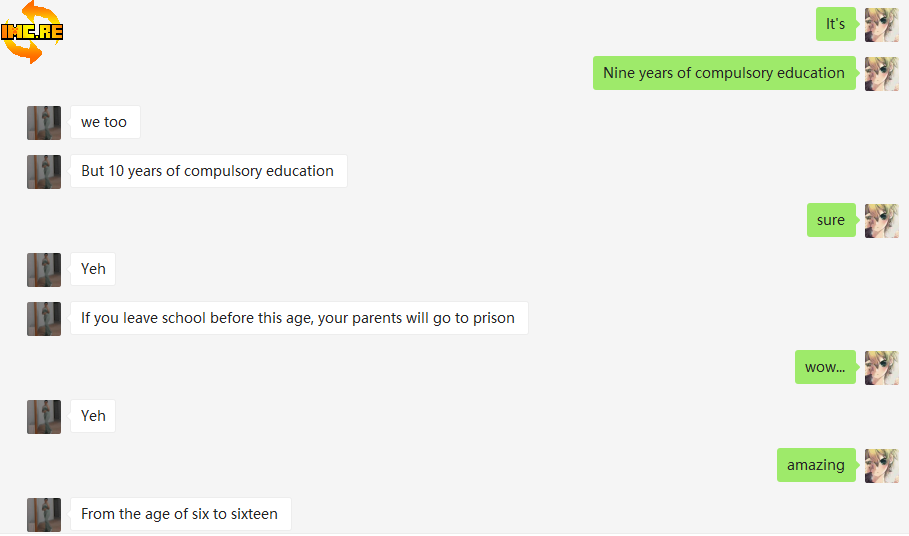 IMC.RE
It's
Nine years of compulsory education
we too
But 10 years of compulsory education
sure
Yeh
If you leave school before this age, your parents will go to prison
wow...
Yeh
amazing
From the age of six to sixteen